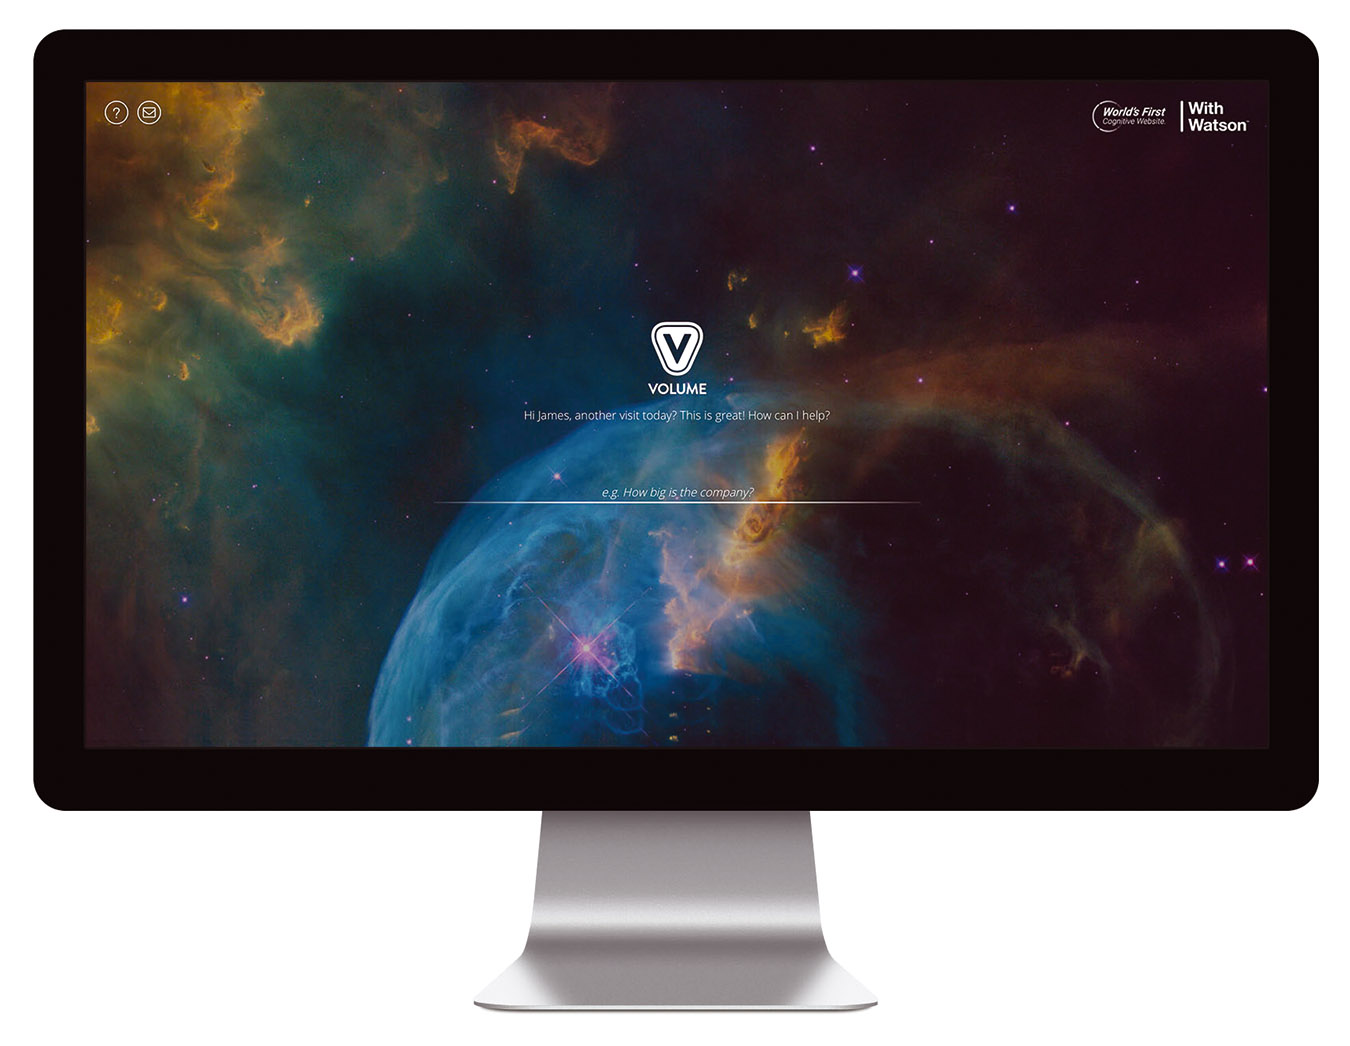 ?
World's First
Cognitive Website.
With
Watson™
V
VOLUME
Hi James, another visit today? This is great! How can I help?
e.g. How big is the company?